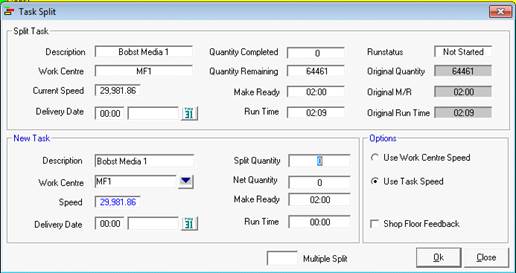 Task Split
Split Task
Description Bobst Media 1 Quantity Completed 0 Runstatus Not Started
Work Centre MF1 Quantity Remaining 64461 Original Quantity 64461
Current Speed 29,981.86 Make Ready 02:00 Original M/R 02:00
Delivery Date 00:00 31 Run Time 02:09 Original Run Time 02:09
New Task Options
Description Bobst Media 1 Split Quantity 0 Use Work Centre Speed
Work Centre MF1 Net Quantity 0 Use Task Speed
Speed 29,981.86 Make Ready 02:00
Delivery Date 00:00 31 Run Time 00:00 Shop Floor Feedback
Multiple Split Ok Close